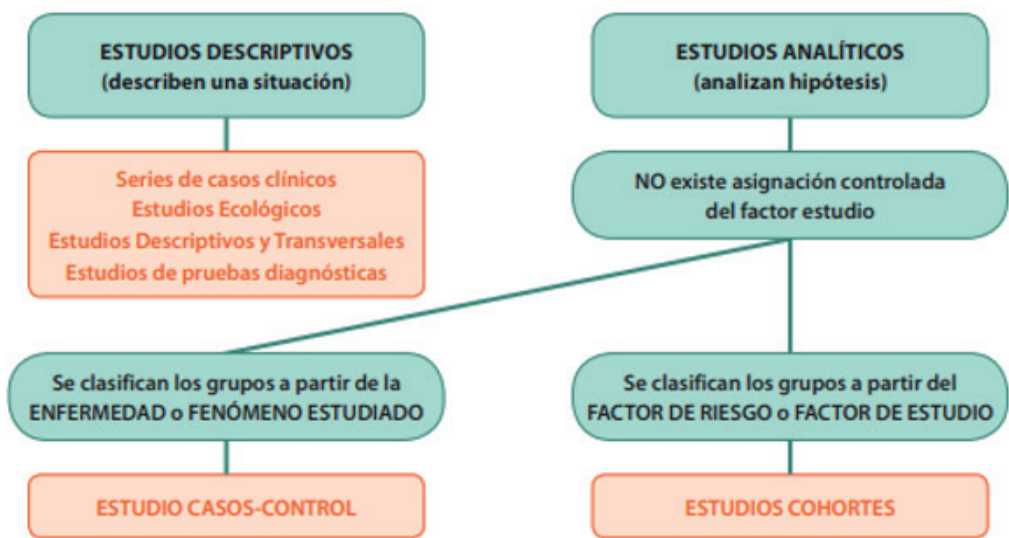 ESTUDIOS DESCRIPTIVOS
(describen una situación)
Series de casos clínicos
Estudios Ecológicos
Estudios Descriptivos y Transversales
Estudios de pruebas diagnósticas
ESTUDIOS ANALÍTICOS
(analizan hipótesis)
NO existe asignación controlada
del factor estudio
Se clasifican los grupos a partir de la
ENFERMEDAD o FENÓMENO ESTUDIADO
ESTUDIO CASOS-CONTROL
Se clasifican los grupos a partir del
FACTOR DE RIESGO o FACTOR DE ESTUDIO
ESTUDIOS COHORTES